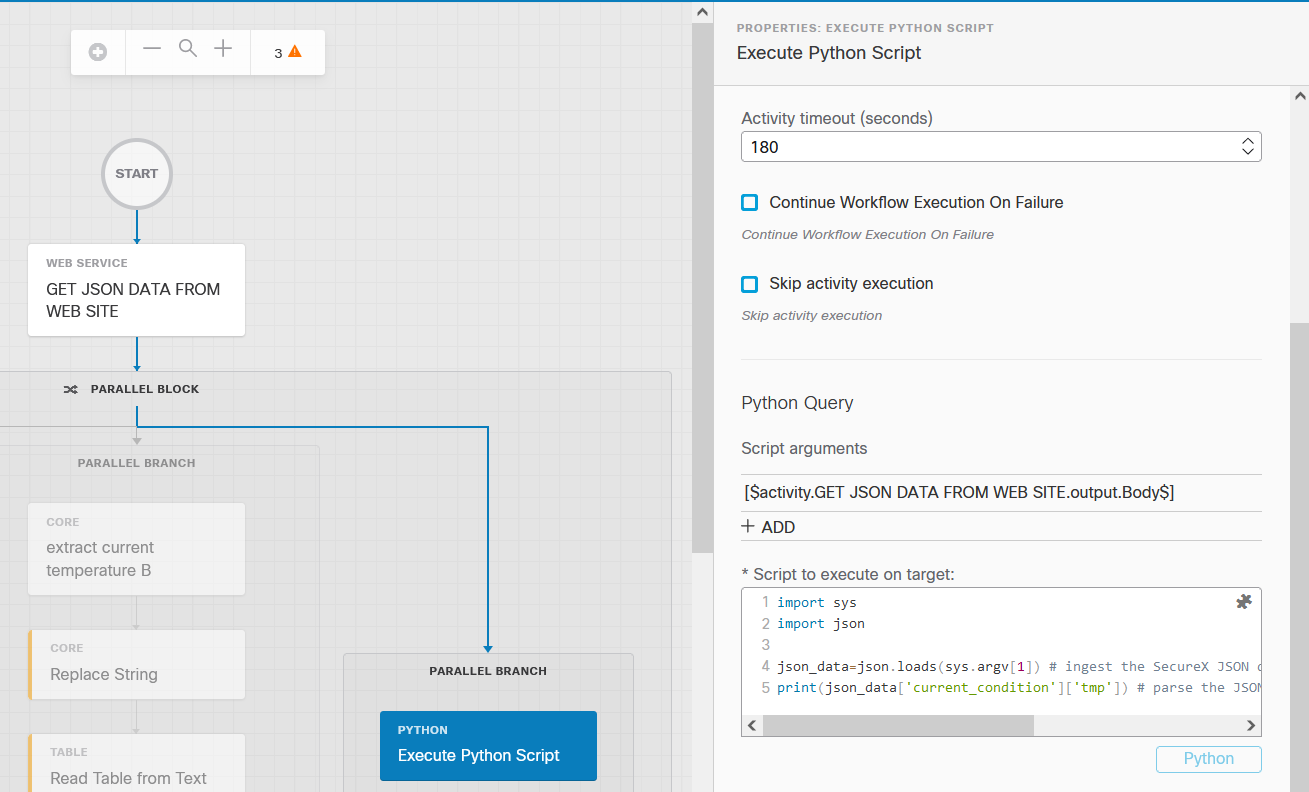 3
START
WEB SERVICE
GET JSON DATA FROM
WEB SITE
PARALLEL BLOCK
PARALLEL BRANCH
CORE
extract current
temperature B
CORE
Replace String
TABLE
Read Table from Text
PARALLEL BRANCH
PYTHON
Execute Python Script
PROPERTIES: EXECUTE PYTHON SCRIPT
Execute Python Script
Activity timeout (seconds)
180
Continue Workflow Execution On Failure
Continue Workflow Execution On Failure
Skip activity execution
Skip activity execution
Python Query
Script arguments
[$activity.GET JSON DATA FROM WEB SITE.output.Body$]
+ ADD
* Script to execute on target:
1 import sys
2 import json
3
4 json_data=json.loads(sys.argv[1]) # ingest the SecureX JSON
5 print(json_data['current_condition']['tmp']) # parse the JSON
Python